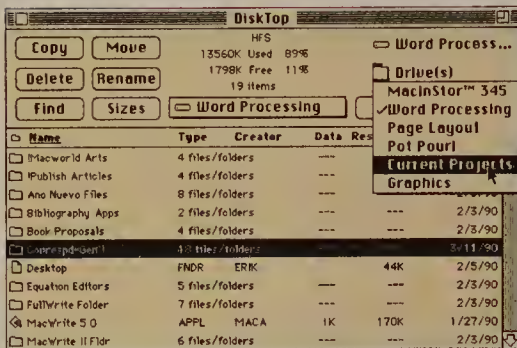 DiskTop
HFS
Copy Move 13560K Used 89% Word Process...
1798K Free 11%
Delete Rename 19 items Drive(s)
Find Sizes Word Processing
MacinStor™ 345
✓Word Processing
Page Layout
Pot Pouri
Current Projects
Graphics
Name Type Creator Data Res
!Macworld Arts 4 files/folders ---
!Publish Articles 4 files/folders ---
Ano Nuevo Files 8 files/folders ---
Bibliography Apps 2 files/folders --- --- 2/3/90
Book Proposals 4 files/folders --- --- 2/3/90
48 files/folders --- --- 3/11/90
Desktop FNDR ERIK 44K 2/5/90
Equation Editors 5 files/folders --- --- 2/3/90
FullWrite Folder 7 files/folders --- --- 2/3/90
MacWrite 5.0 APPL MACA 1K 170K 1/27/90
MacWrite II Fldr 6 files/folders --- --- 2/3/90